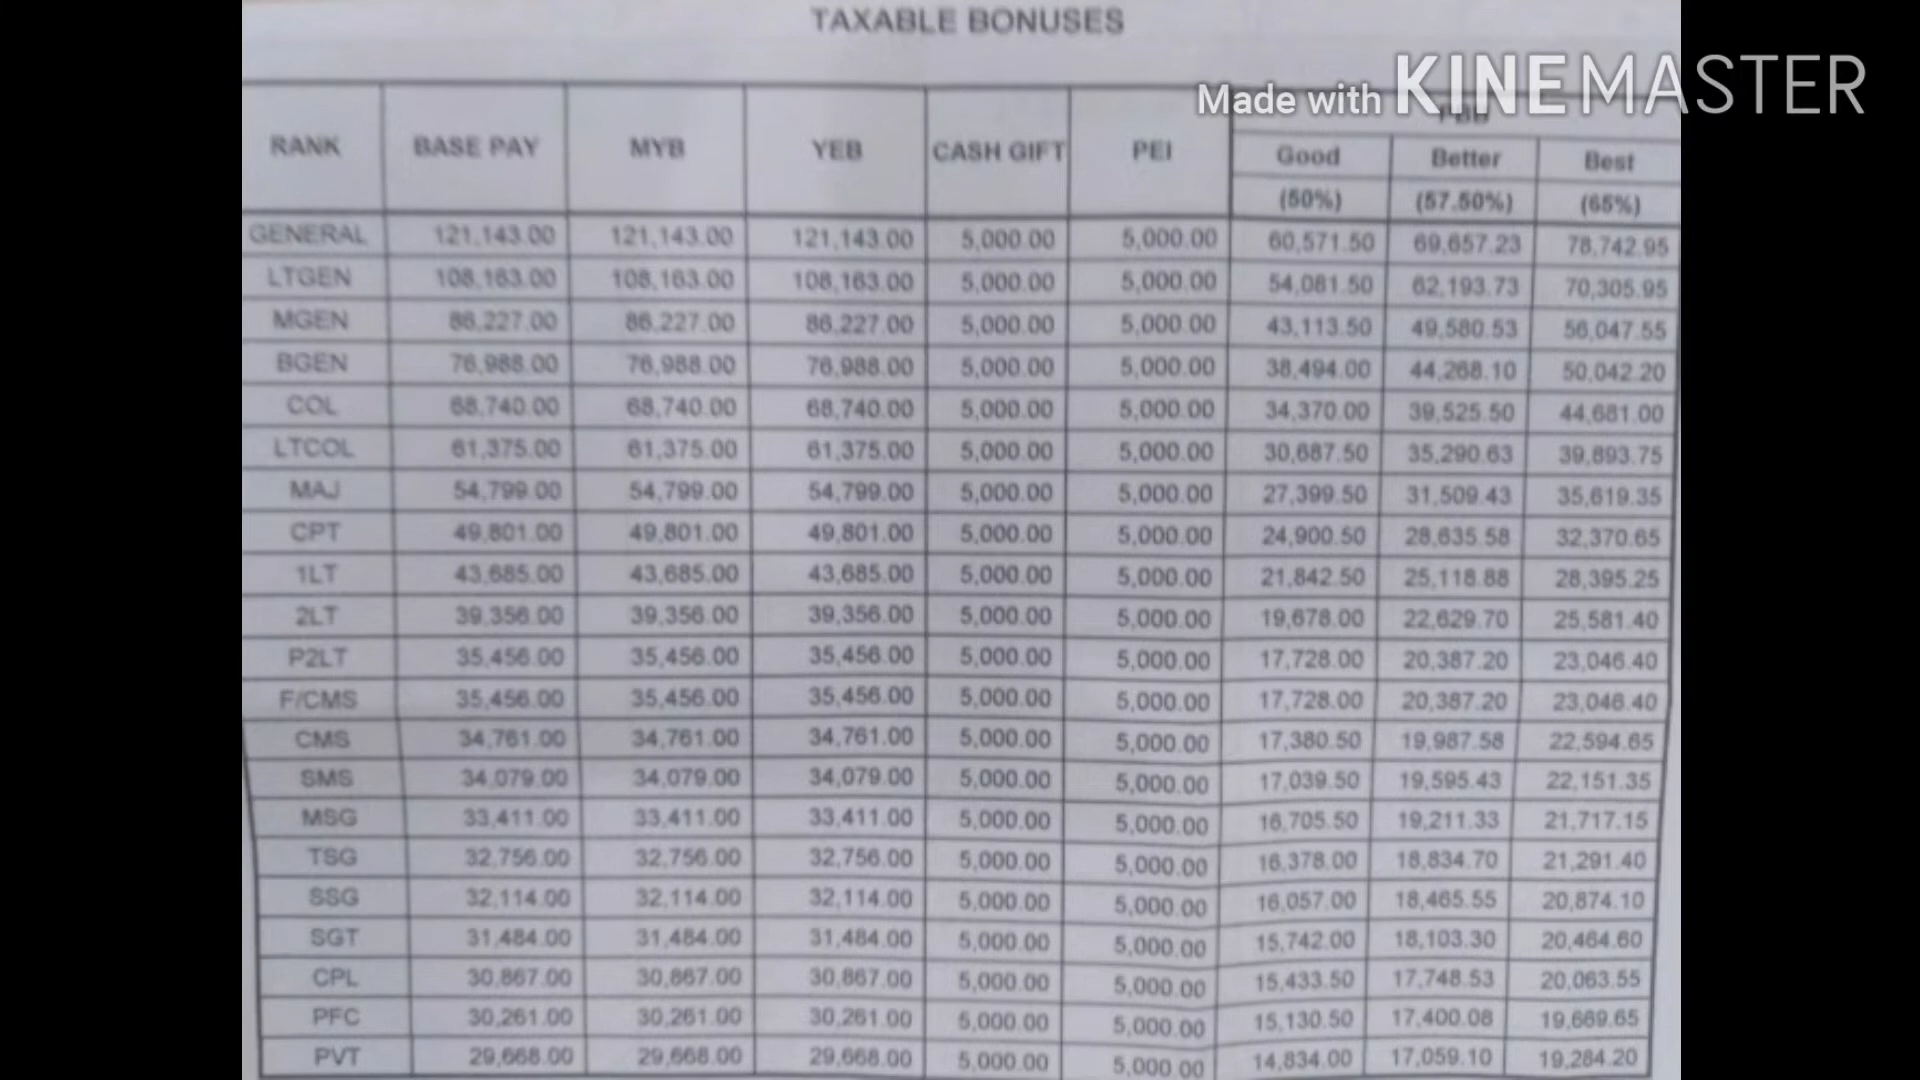 TAXABLE BONUSES
Made with KINEMASTER
RANK BASE PAY MYB YEB CASH GIFT PEI PBB
Good Better Best
(50%) (57.50%) (65%)
GENERAL 121,143.00 121,143.00 121,143.00 5,000.00 5,000.00 60,571.50 69,657.23 78,742.95
LTGEN 108,163.00 108,163.00 108,163.00 5,000.00 5,000.00 54,081.50 62,193.73 70,305.95
MGEN 86,227.00 86,227.00 86,227.00 5,000.00 5,000.00 43,113.50 49,580.53 56,047.55
BGEN 76,988.00 76,988.00 76,988.00 5,000.00 5,000.00 38,494.00 44,268.10 50,042.20
COL 68,740.00 68,740.00 68,740.00 5,000.00 5,000.00 34,370.00 39,525.50 44,681.00
LTCOL 61,375.00 61,375.00 61,375.00 5,000.00 5,000.00 30,687.50 35,290.63 39,893.75
MAJ 54,799.00 54,799.00 54,799.00 5,000.00 5,000.00 27,399.50 31,509.43 35,619.35
CPT 49,801.00 49,801.00 49,801.00 5,000.00 5,000.00 24,900.50 28,635.58 32,370.65
1LT 43,685.00 43,685.00 43,685.00 5,000.00 5,000.00 21,842.50 25,118.88 28,395.25
2LT 39,356.00 39,356.00 39,356.00 5,000.00 5,000.00 19,678.00 22,629.70 25,581.40
P2LT 35,456.00 35,456.00 35,456.00 5,000.00 5,000.00 17,728.00 20,387.20 23,046.40
F/CMS 35,456.00 35,456.00 35,456.00 5,000.00 5,000.00 17,728.00 20,387.20 23,046.40
CMS 34,761.00 34,761.00 34,761.00 5,000.00 5,000.00 17,380.50 19,987.58 22,594.65
SMS 34,079.00 34,079.00 34,079.00 5,000.00 5,000.00 17,039.50 19,595.43 22,151.35
MSG 33,411.00 33,411.00 33,411.00 5,000.00 5,000.00 16,705.50 19,211.33 21,717.15
TSG 32,756.00 32,756.00 32,756.00 5,000.00 5,000.00 16,378.00 18,834.70 21,291.40
SSG 32,114.00 32,114.00 32,114.00 5,000.00 5,000.00 16,057.00 18,465.55 20,874.10
SGT 31,484.00 31,484.00 31,484.00 5,000.00 5,000.00 15,742.00 18,103.30 20,464.60
CPL 30,867.00 30,867.00 30,867.00 5,000.00 5,000.00 15,433.50 17,748.53 20,063.55
PFC 30,261.00 30,261.00 30,261.00 5,000.00 5,000.00 15,130.50 17,400.08 19,669.65
PVT 29,668.00 29,668.00 29,668.00 5,000.00 5,000.00 14,834.00 17,059.10 19,284.20